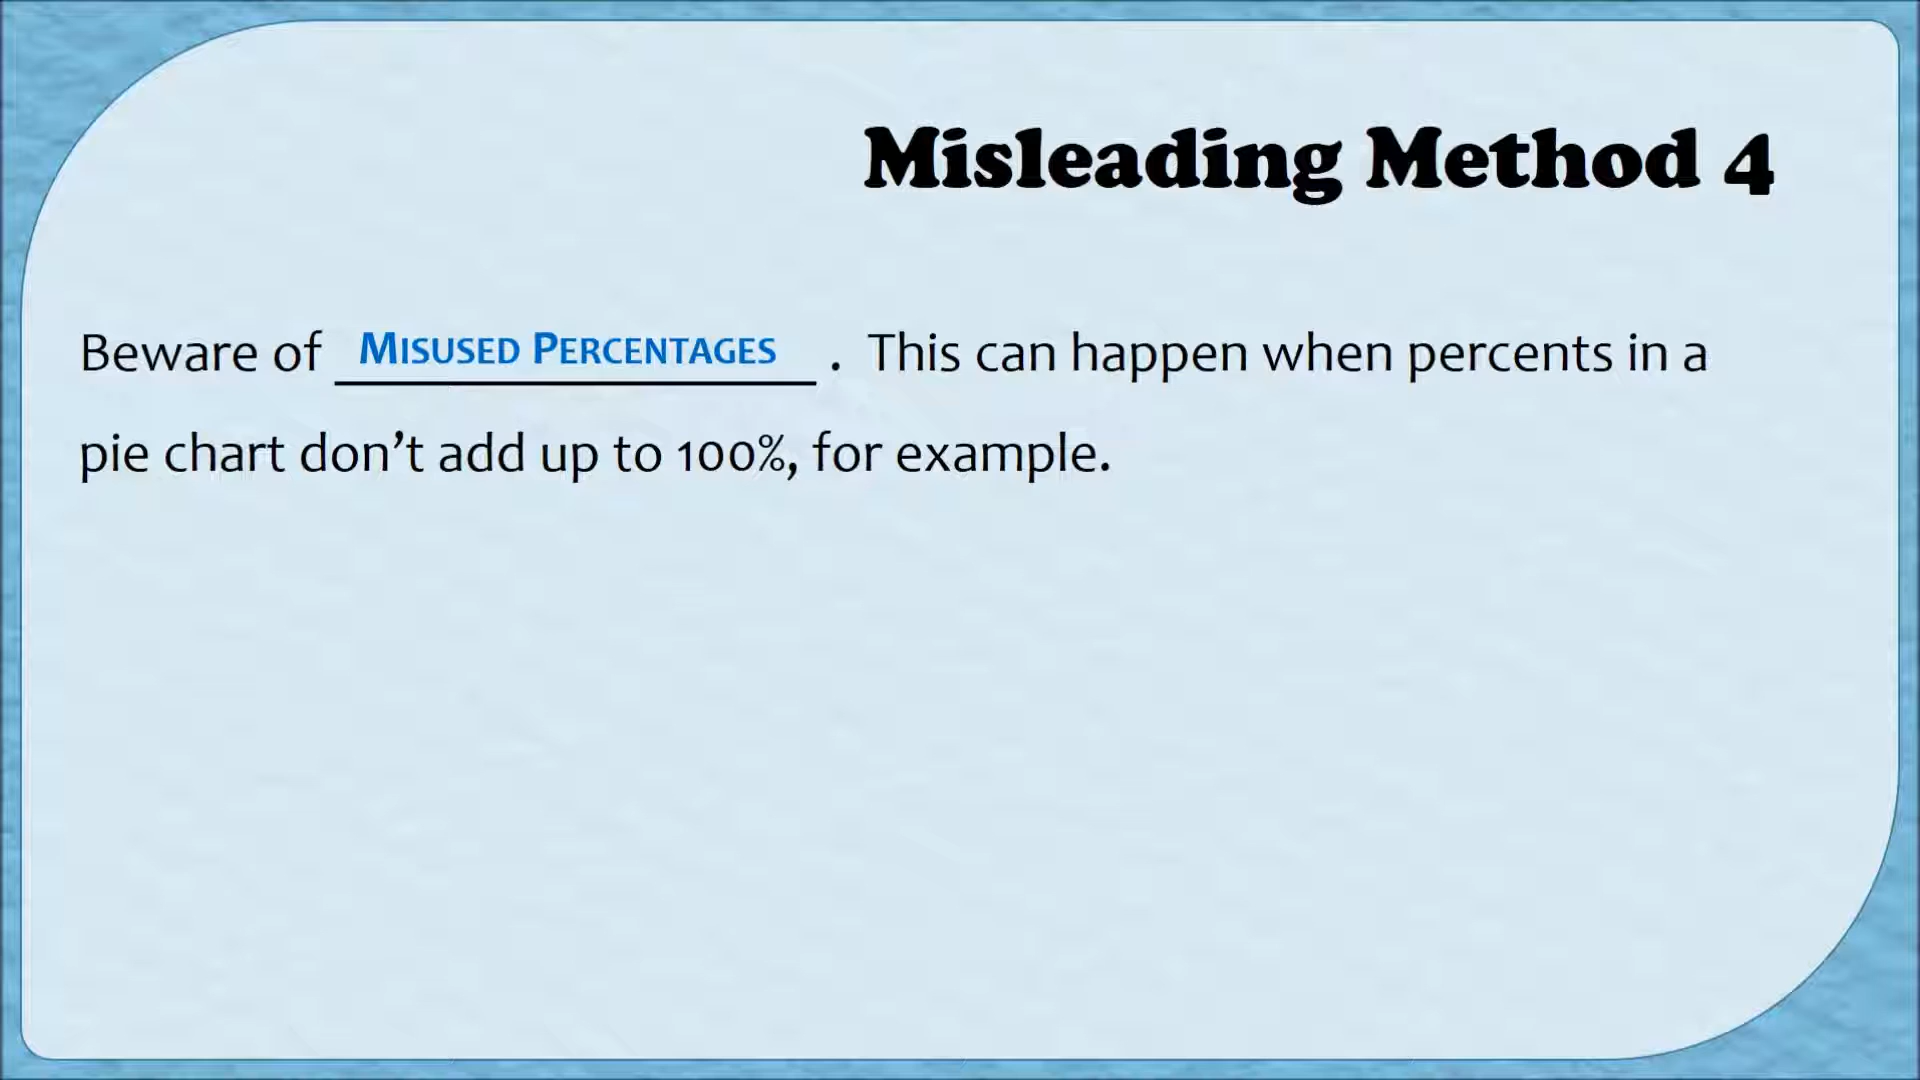 Misleading Method 4
Beware of MISUSED PERCENTAGES. This can happen when percents in a
pie chart don’t add up to 100%, for example.